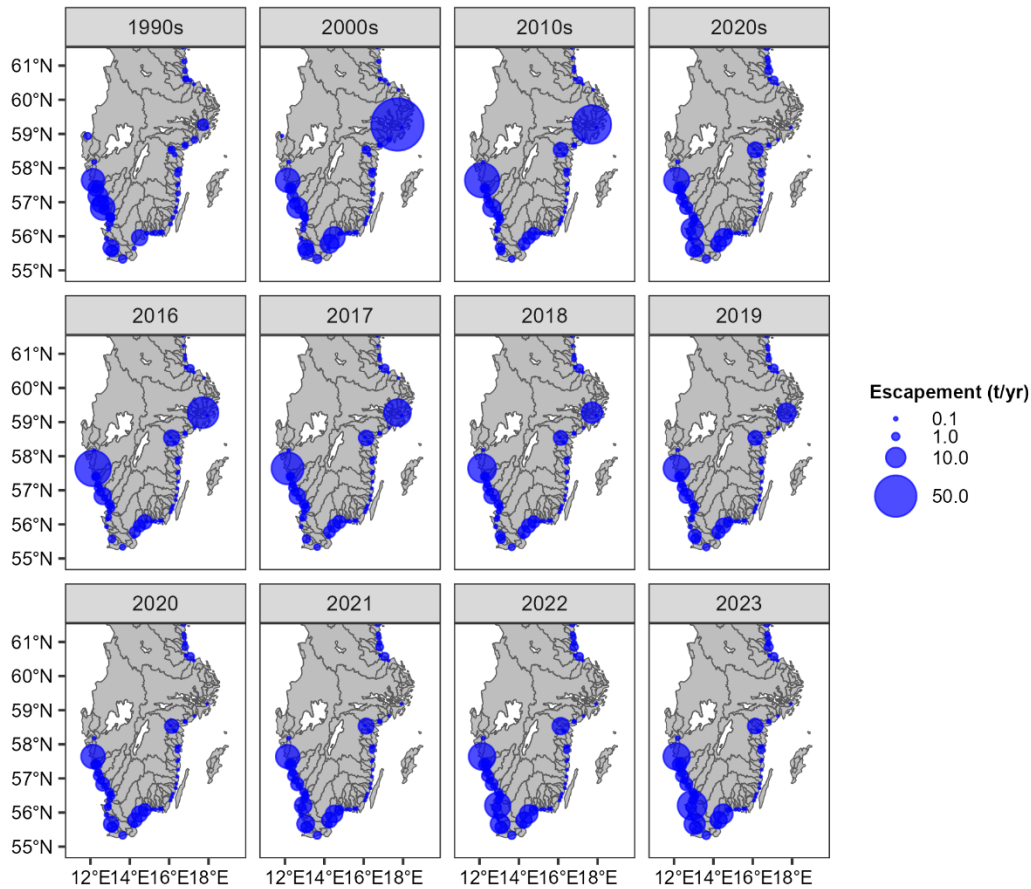 1990s 2000s 2010s 2020s
61°N
60°N
59°N
58°N
57°N
56°N
55°N
2016 2017 2018 2019
61°N
60°N
59°N
58°N
57°N
56°N
55°N
Escapement (t/yr)
0.1
1.0
10.0
50.0
2020 2021 2022 2023
61°N
60°N
59°N
58°N
57°N
56°N
55°N
12°E14°E16°E18°E 12°E14°E16°E18°E 12°E14°E16°E18°E 12°E14°E16°E18°E